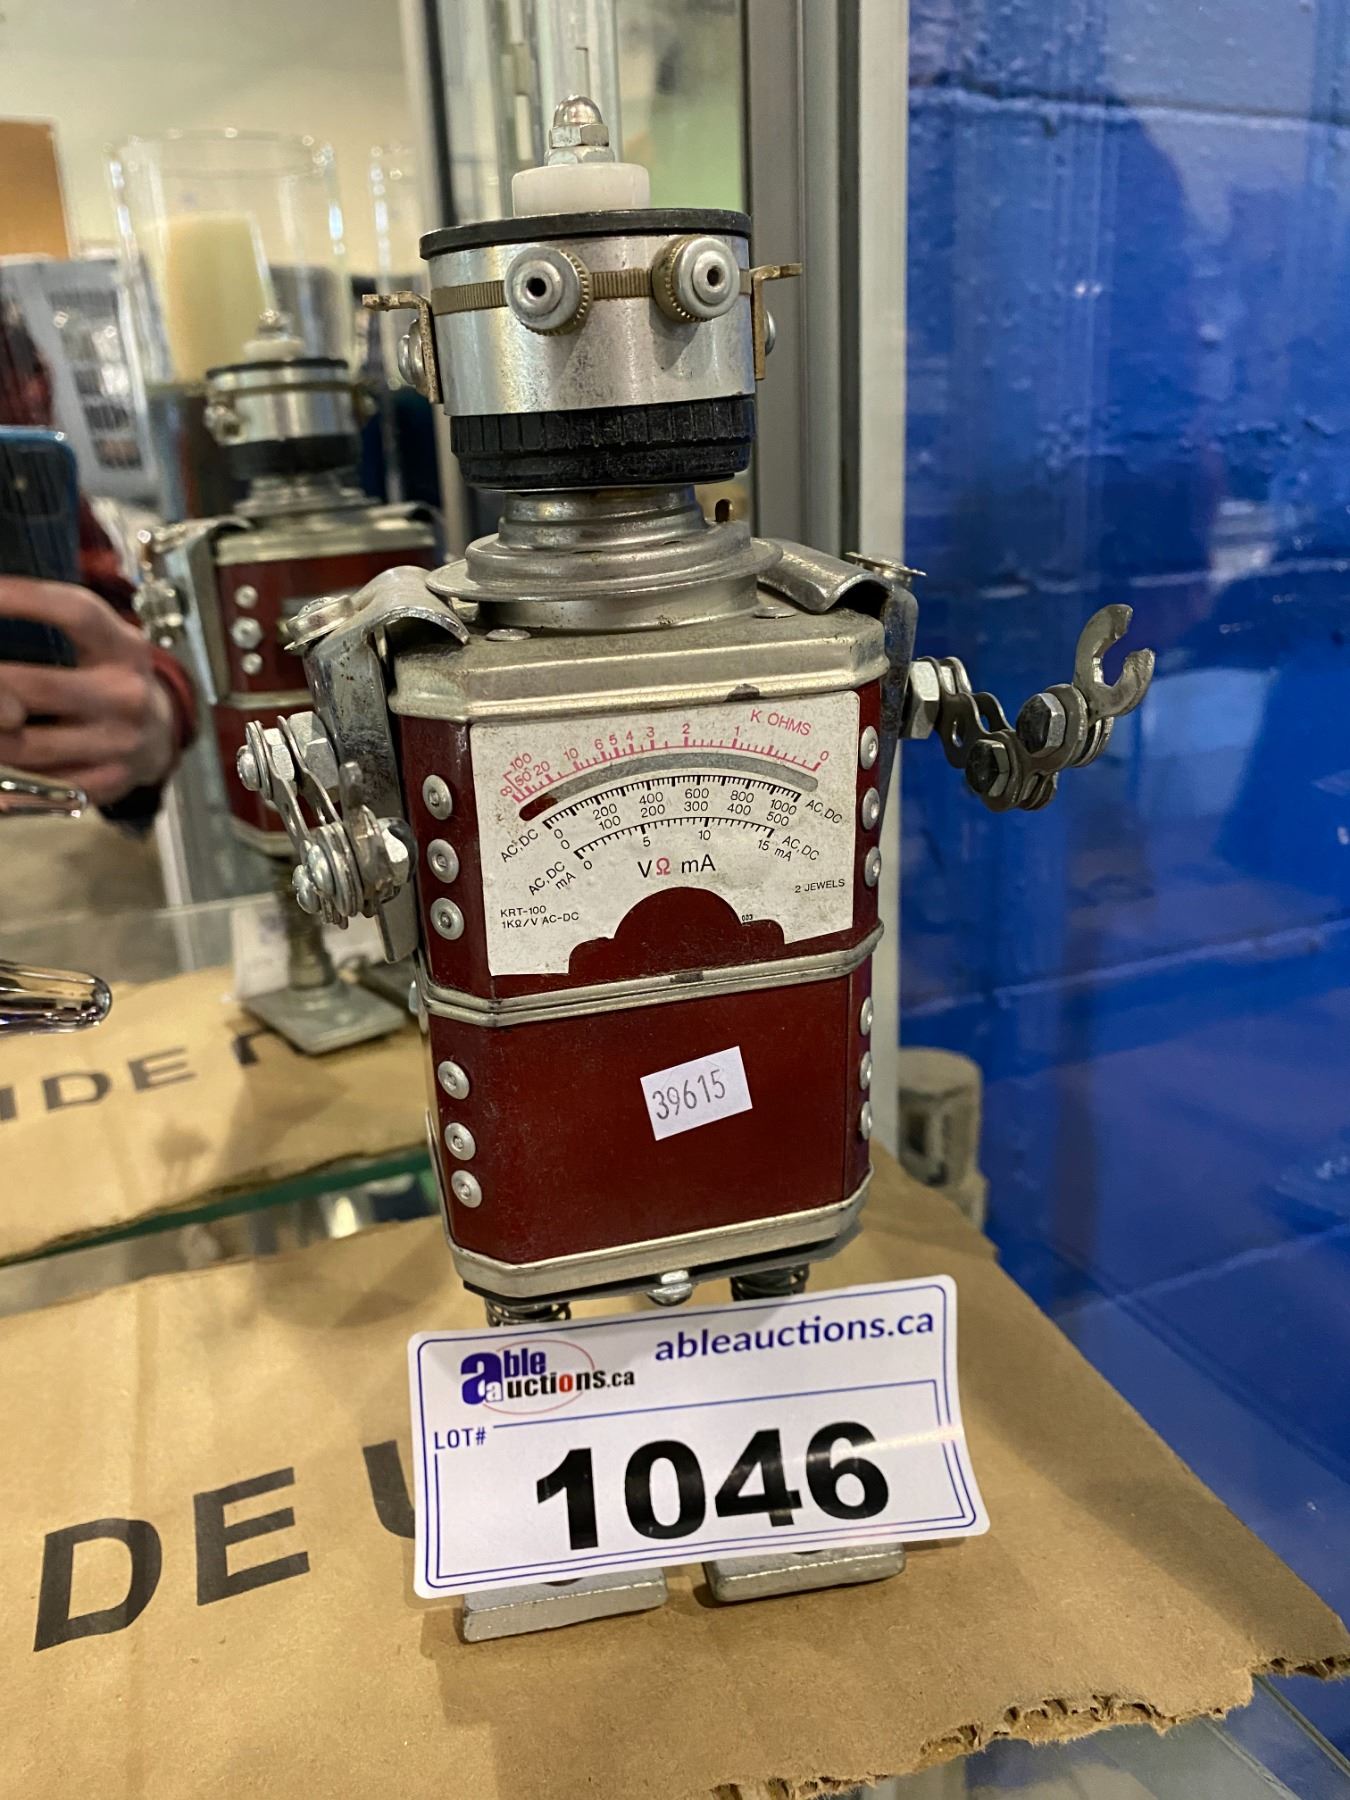 K OHMS
∞ 100 50 20 10 6 5 4 3 2 1 0
AC,DC 0 200 400 600 800 1000 AC,DC
AC,DC 0 100 200 300 400 500 AC,DC
mA 0 5 10 15 mA
VΩ mA
2 JEWELS
KRT-100
1KΩ/V AC-DC
003
39615
able auctions.ca
ableauctions.ca
LOT#
1046
IDE
DE U